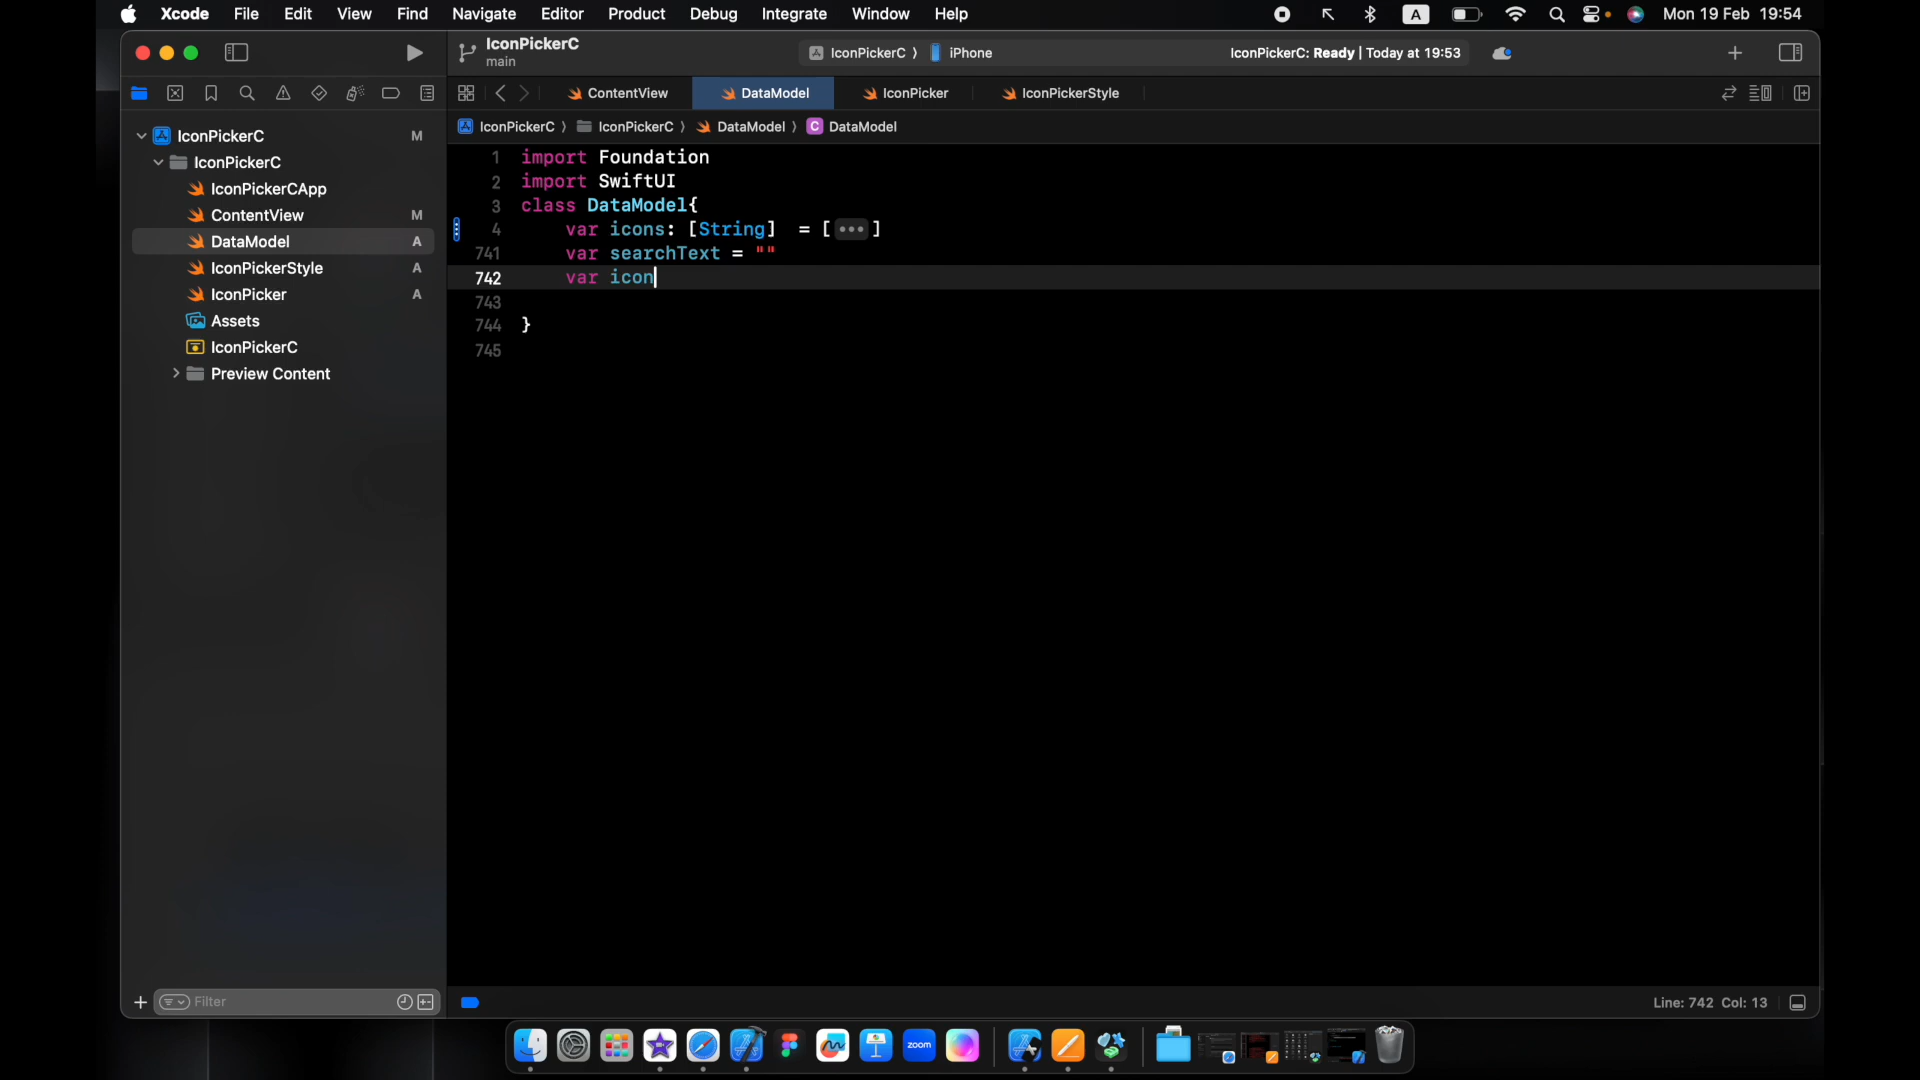 Xcode File Edit View Find Navigate Editor Product Debug Integrate Window Help A Mon 19 Feb 19:54
IconPickerC
main
IconPickerC 〉 iPhone
IconPickerC: Ready | Today at 19:53
ContentView DataModel IconPicker IconPickerStyle
IconPickerC 〉 IconPickerC 〉 DataModel 〉 C DataModel
IconPickerC M
IconPickerC
IconPickerCApp
ContentView M
DataModel A
IconPickerStyle A
IconPicker A
Assets
IconPickerC
Preview Content
1 import Foundation
2 import SwiftUI
3 class DataModel{
4 var icons: [String] = [•••]
741 var searchText = ""
742 var icon
743
744 }
745
Filter
Line: 742 Col: 13
zoom